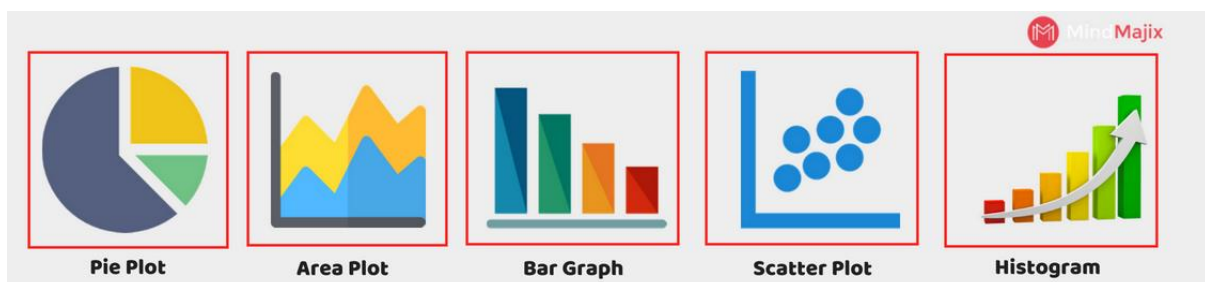 MindMajix
Pie Plot
Area Plot
Bar Graph
Scatter Plot
Histogram